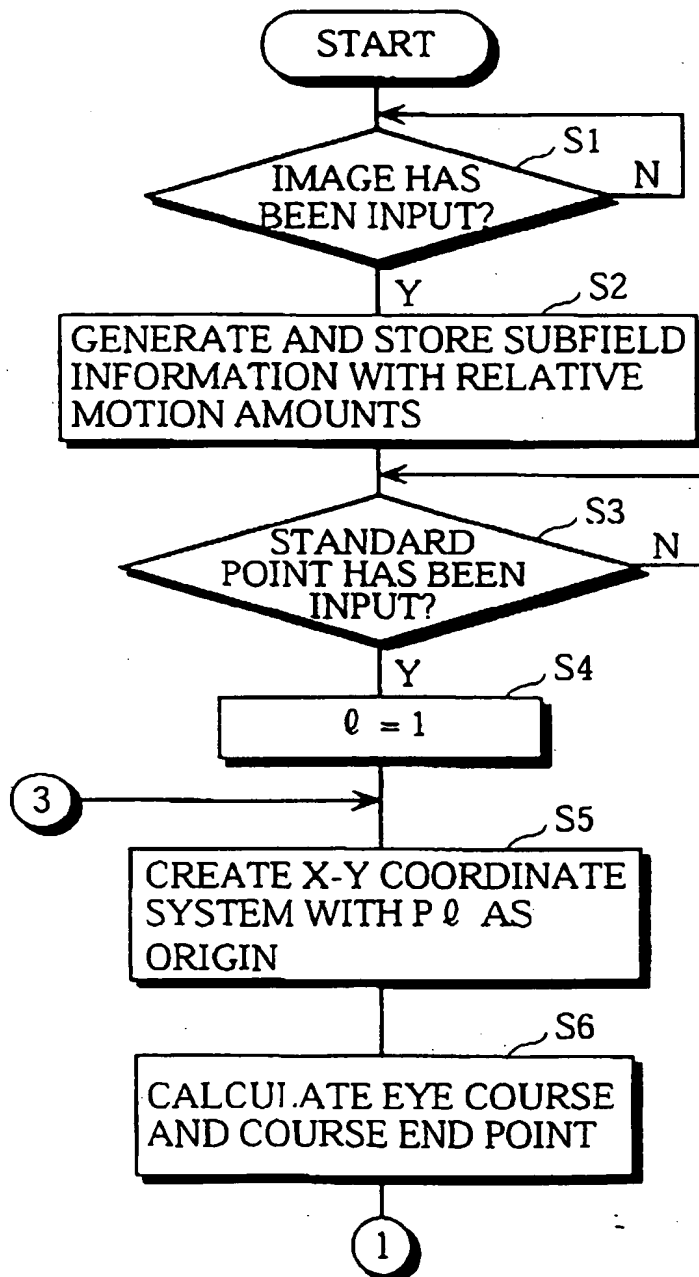 START
S1
IMAGE HAS
BEEN INPUT?
N
Y
S2
GENERATE AND STORE SUBFIELD
INFORMATION WITH RELATIVE
MOTION AMOUNTS
S3
STANDARD
POINT HAS BEEN
INPUT?
N
Y
S4
ℓ = 1
3
S5
CREATE X-Y COORDINATE
SYSTEM WITH P ℓ AS
ORIGIN
S6
CALCULATE EYE COURSE
AND COURSE END POINT
1